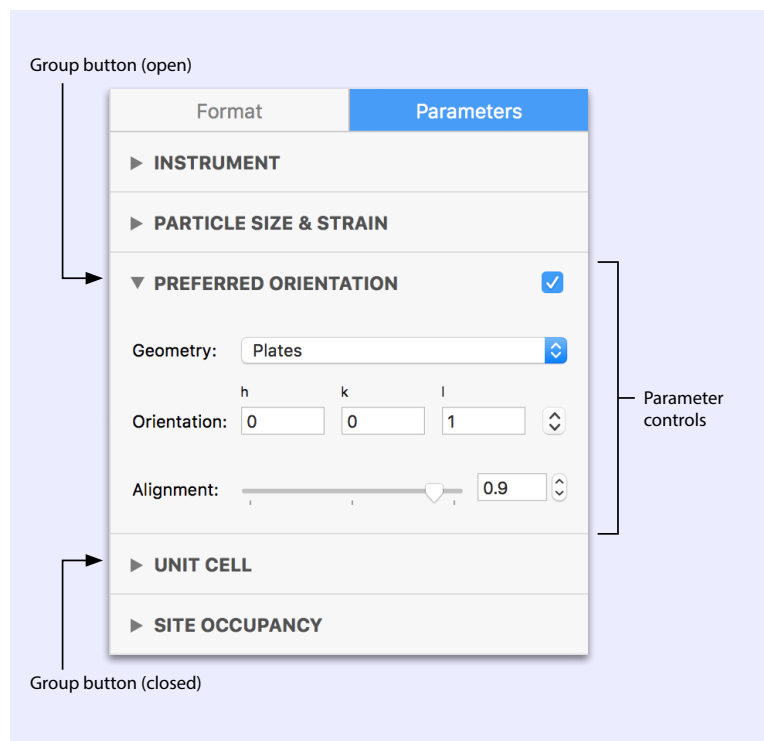 Group button (open)
Format Parameters
INSTRUMENT
PARTICLE SIZE & STRAIN
PREFERRED ORIENTATION
Geometry: Plates
h k l
Orientation: 0 0 1
Parameter
controls
Alignment: 0.9
UNIT CELL
SITE OCCUPANCY
Group button (closed)